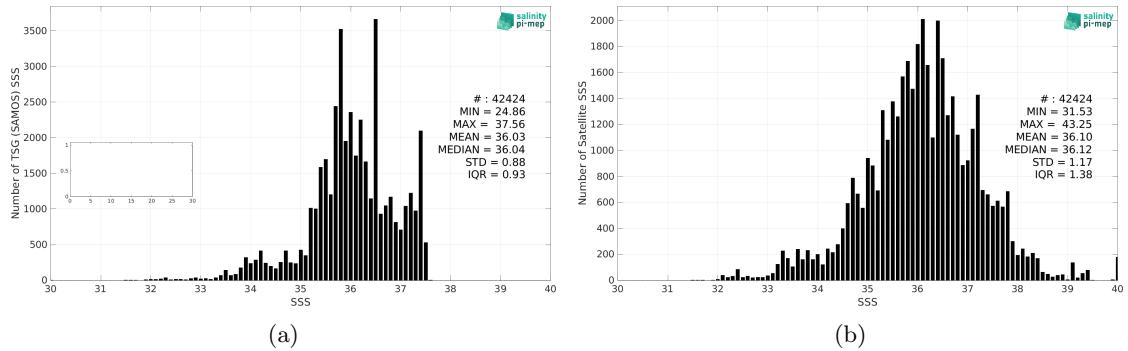 salinity
pi-mep
3500
3000
2500
2000
1500
1000
500
0
Number of TSG (SAMOS) SSS
# : 42424
MIN = 24.86
MAX = 37.56
MEAN = 36.03
MEDIAN = 36.04
STD = 0.88
IQR = 0.93
1
0.5
0
0 5 10 15 20 25 30
30 31 32 33 34 35 36 37 38 39 40
SSS
(a)
salinity
pi-mep
2000
1800
1600
1400
1200
1000
800
600
400
200
0
Number of Satellite SSS
# : 42424
MIN = 31.53
MAX = 43.25
MEAN = 36.10
MEDIAN = 36.12
STD = 1.17
IQR = 1.38
30 31 32 33 34 35 36 37 38 39 40
SSS
(b)